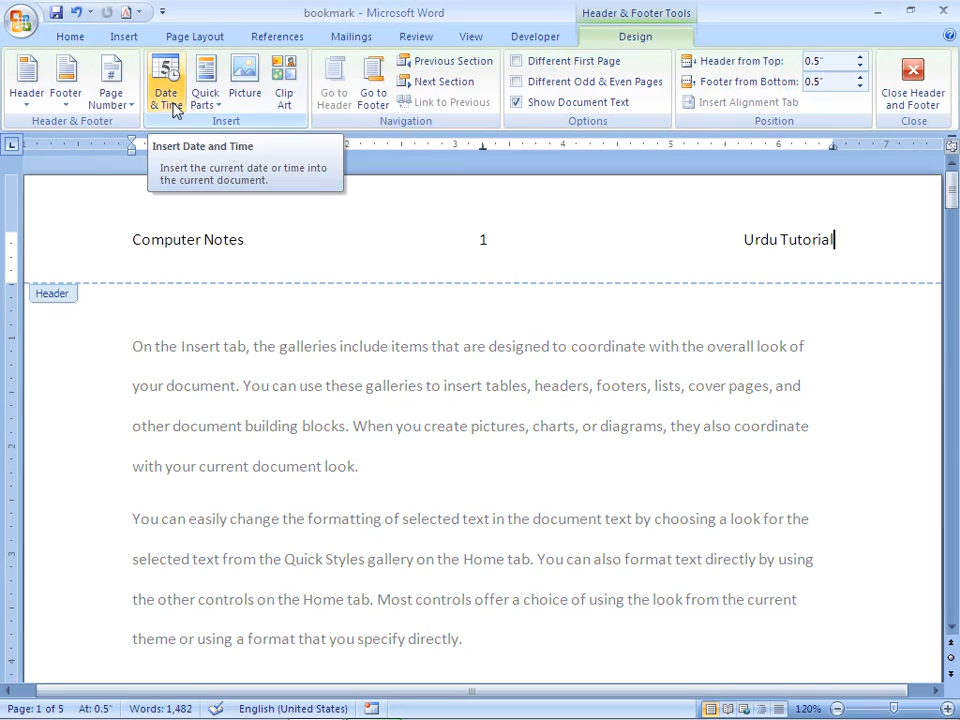 bookmark - Microsoft Word
Header & Footer Tools
Home Insert Page Layout References Mailings Review View Developer Design
Header Footer Page Number
Header & Footer
Date & Time Quick Parts Picture Clip Art
Insert
Go to Header Go to Footer Previous Section Next Section Link to Previous
Navigation
Different First Page
Different Odd & Even Pages
Show Document Text
Options
Header from Top: 0.5"
Footer from Bottom: 0.5"
Insert Alignment Tab
Position
Close Header and Footer
Close
Insert Date and Time
Insert the current date or time into
the current document.
2 3 4 5 6 7
Computer Notes 1 Urdu Tutorial
Header
On the Insert tab, the galleries include items that are designed to coordinate with the overall look of
your document. You can use these galleries to insert tables, headers, footers, lists, cover pages, and
other document building blocks. When you create pictures, charts, or diagrams, they also coordinate
with your current document look.
You can easily change the formatting of selected text in the document text by choosing a look for the
selected text from the Quick Styles gallery on the Home tab. You can also format text directly by using
the other controls on the Home tab. Most controls offer a choice of using the look from the current
theme or using a format that you specify directly.
Page: 1 of 5 At: 0.5" Words: 1,482 English (United States) 120%